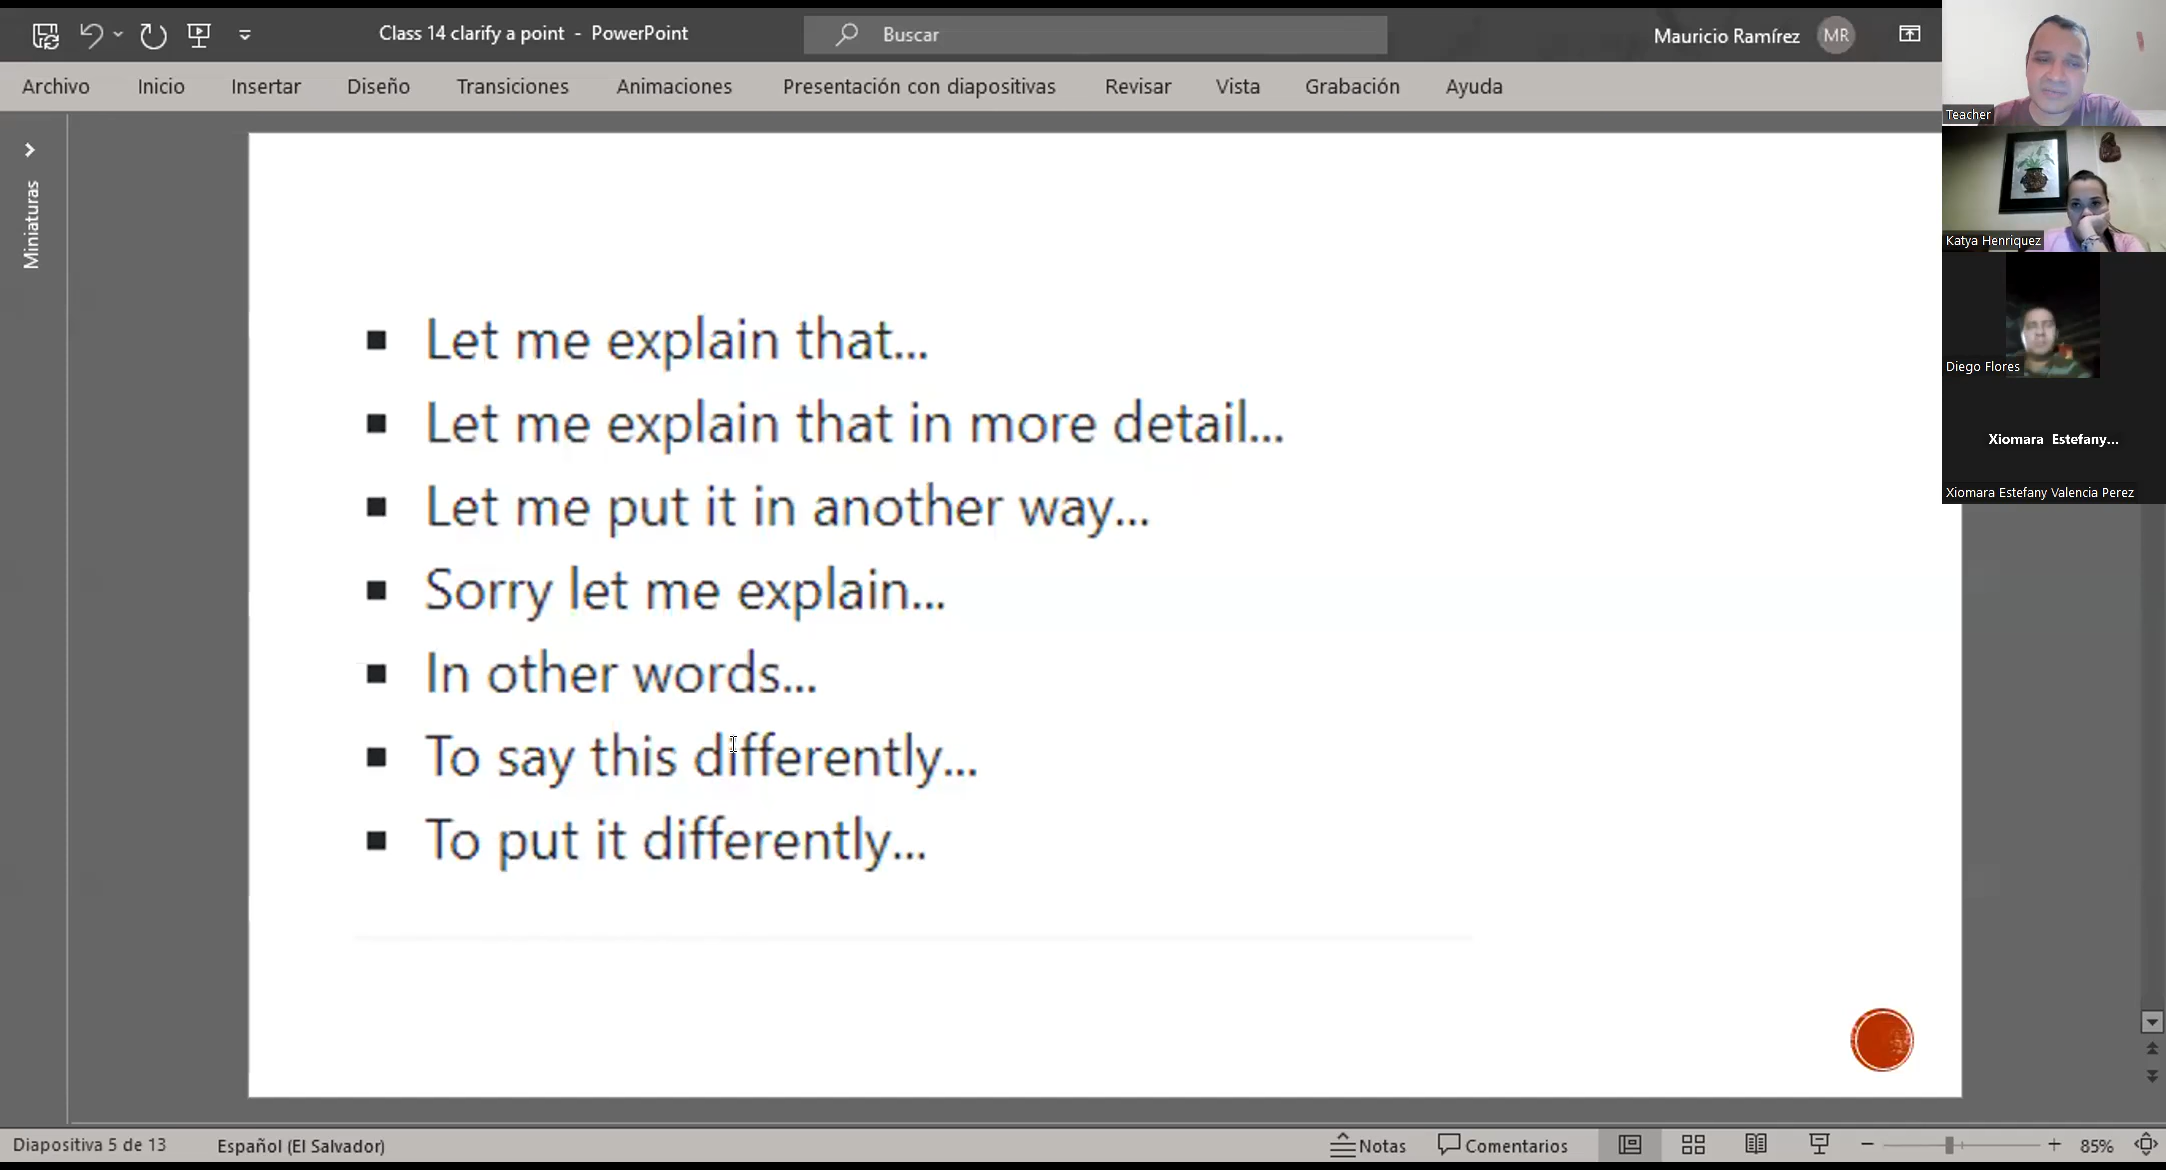 Class 14 clarify a point - PowerPoint
Buscar
Mauricio Ramírez MR
Archivo Inicio Insertar Diseño Transiciones Animaciones Presentación con diapositivas Revisar Vista Grabación Ayuda
Teacher
Katya Henriquez
Diego Flores
Xiomara Estefany...
Xiomara Estefany Valencia Perez
Miniaturas
Let me explain that...
Let me explain that in more detail...
Let me put it in another way...
Sorry let me explain...
In other words...
To say this differently...
To put it differently...
Diapositiva 5 de 13 Español (El Salvador) Notas Comentarios 85%